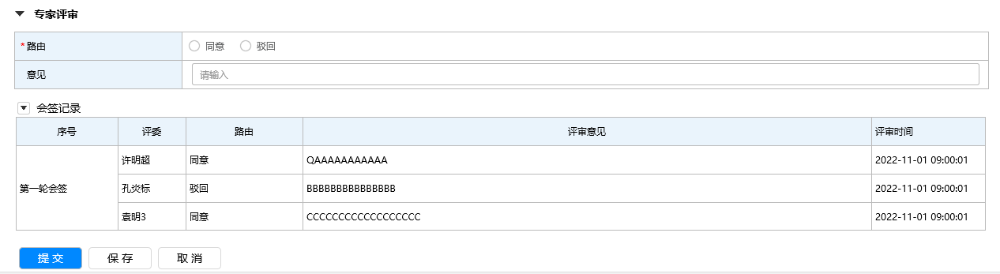 专家评审
*路由 同意 驳回
意见 请输入
会签记录
序号 评委 路由 评审意见 评审时间
许明超 同意 QAAAAAAAAAAA 2022-11-01 09:00:01
第一轮会签 孔炎标 驳回 BBBBBBBBBBBBBBB 2022-11-01 09:00:01
袁明3 同意 CCCCCCCCCCCCCCCCCC 2022-11-01 09:00:01
提交 保存 取消